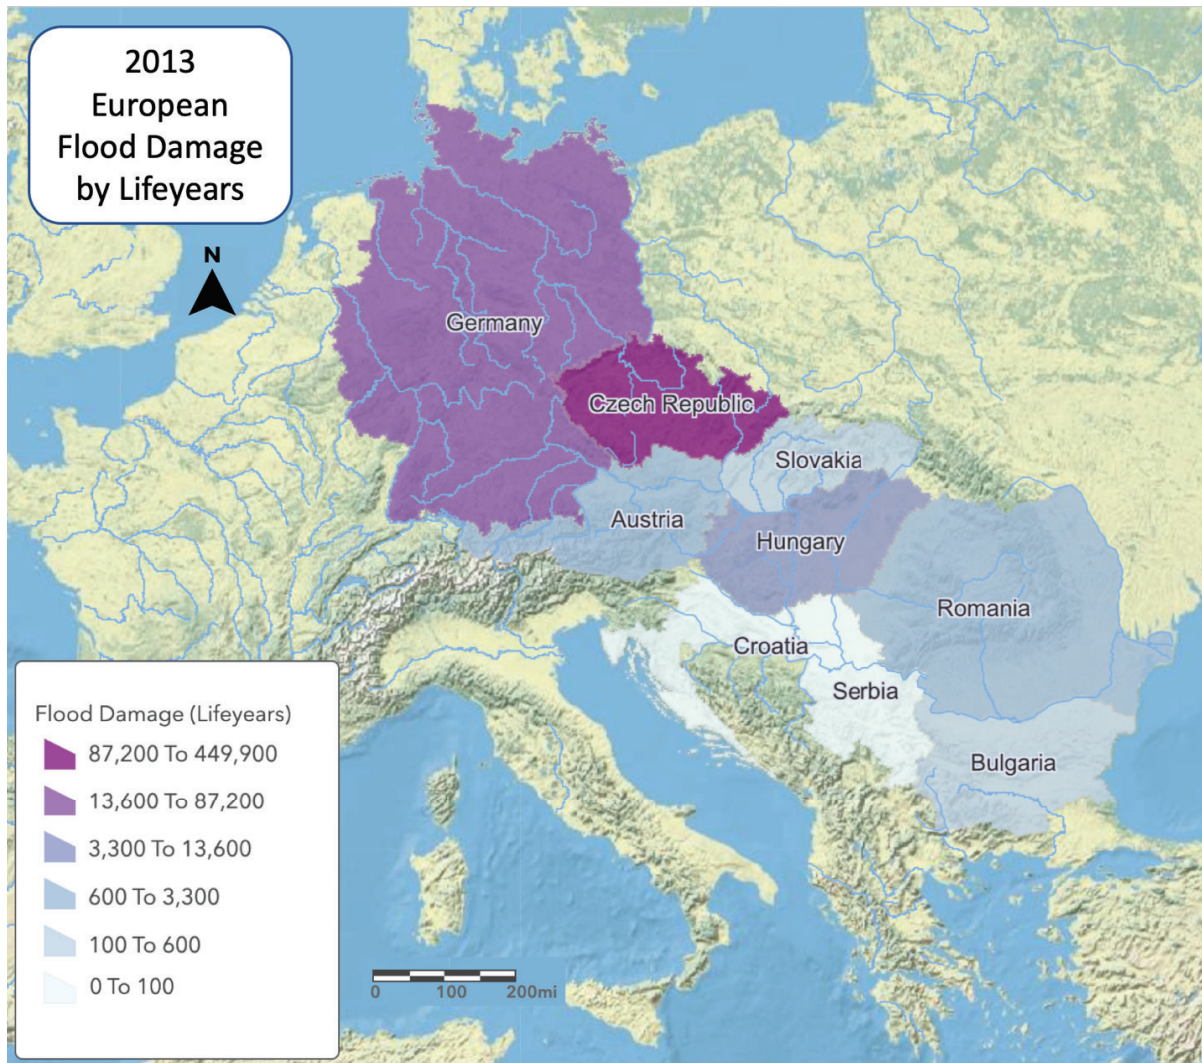 2013
European
Flood Damage
by Lifeyears
N
Germany
Czech Republic
Slovakia
Austria
Hungary
Romania
Croatia
Serbia
Bulgaria
Flood Damage (Lifeyears)
87,200 To 449,900
13,600 To 87,200
3,300 To 13,600
600 To 3,300
100 To 600
0 To 100
0 100 200mi